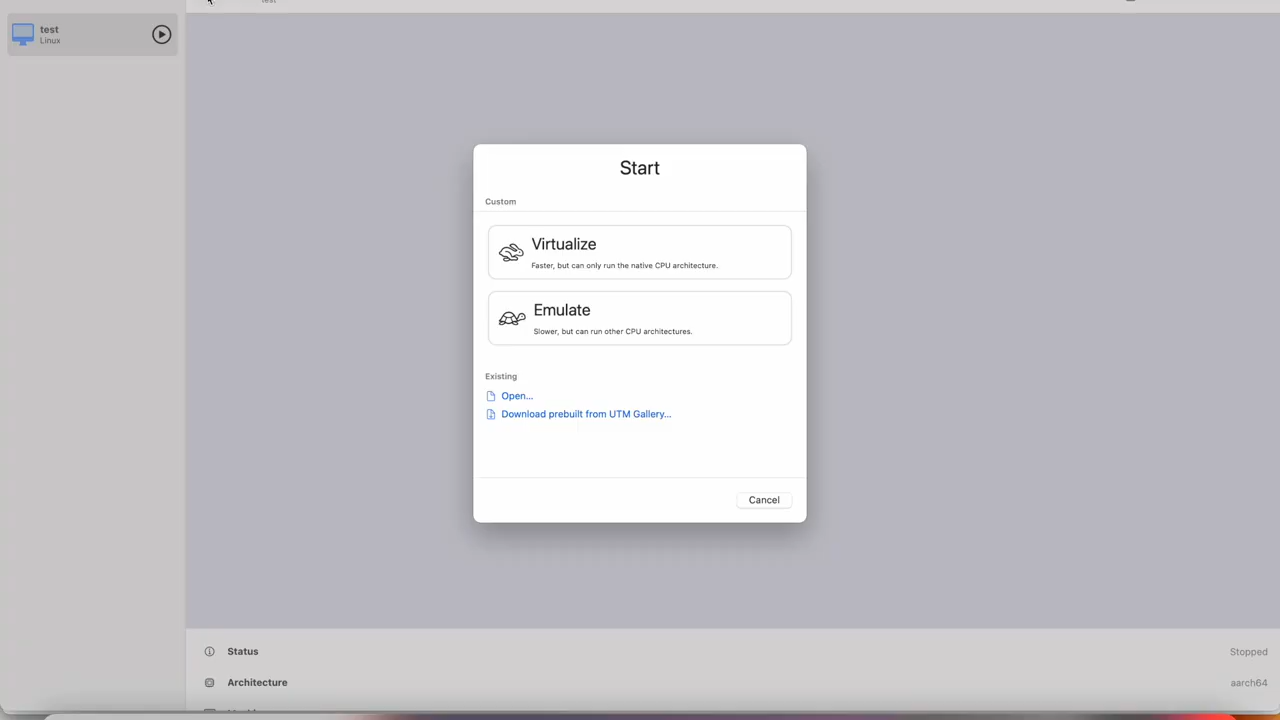 test
test
Linux
Start
Custom
Virtualize
Faster, but can only run the native CPU architecture.
Emulate
Slower, but can run other CPU architectures.
Existing
Open...
Download prebuilt from UTM Gallery...
Cancel
Status
Stopped
Architecture
aarch64